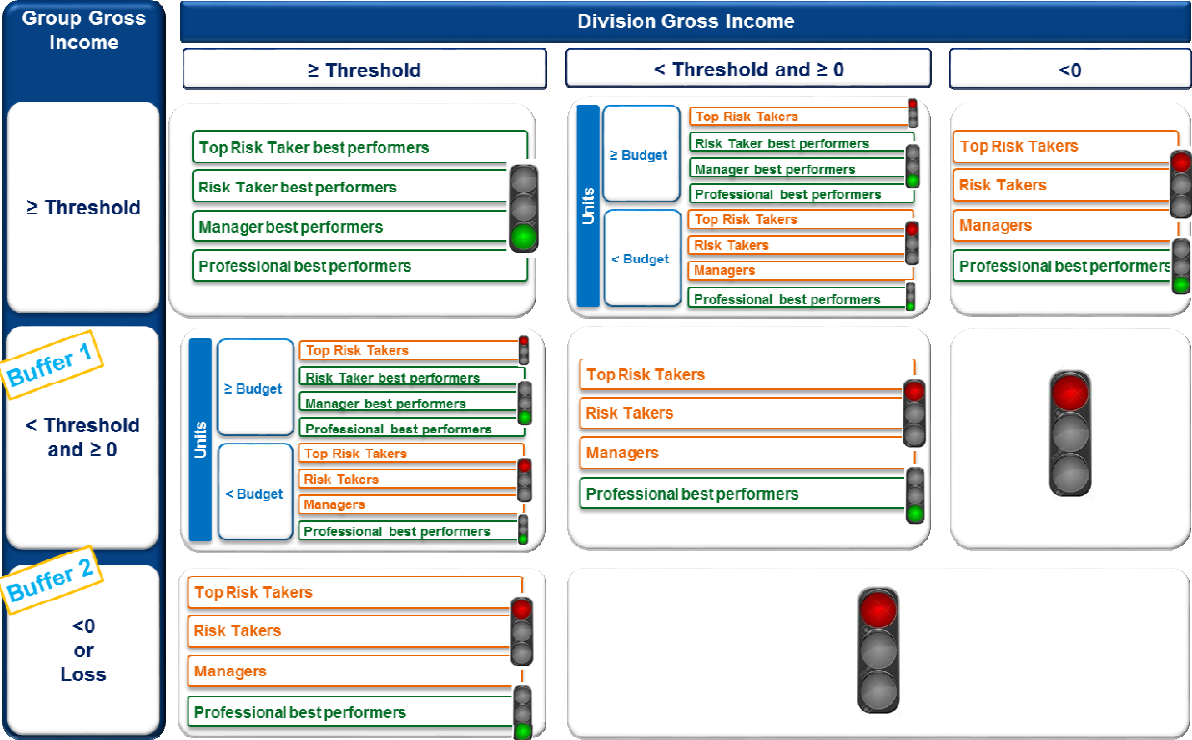 Group Gross
Income
Division Gross Income
≥ Threshold
< Threshold and ≥ 0
<0
≥ Threshold
Top Risk Taker best performers
Risk Taker best performers
Manager best performers
Professional best performers
Units
≥ Budget
Top Risk Takers
Risk Taker best performers
Manager best performers
Professional best performers
< Budget
Top Risk Takers
Risk Takers
Managers
Professional best performers
Top Risk Takers
Risk Takers
Managers
Professional best performers
Buffer 1
< Threshold
and ≥ 0
Units
≥ Budget
Top Risk Takers
Risk Taker best performers
Manager best performers
Professional best performers
< Budget
Top Risk Takers
Risk Takers
Managers
Professional best performers
Top Risk Takers
Risk Takers
Managers
Professional best performers
Buffer 2
<0
or
Loss
Top Risk Takers
Risk Takers
Managers
Professional best performers